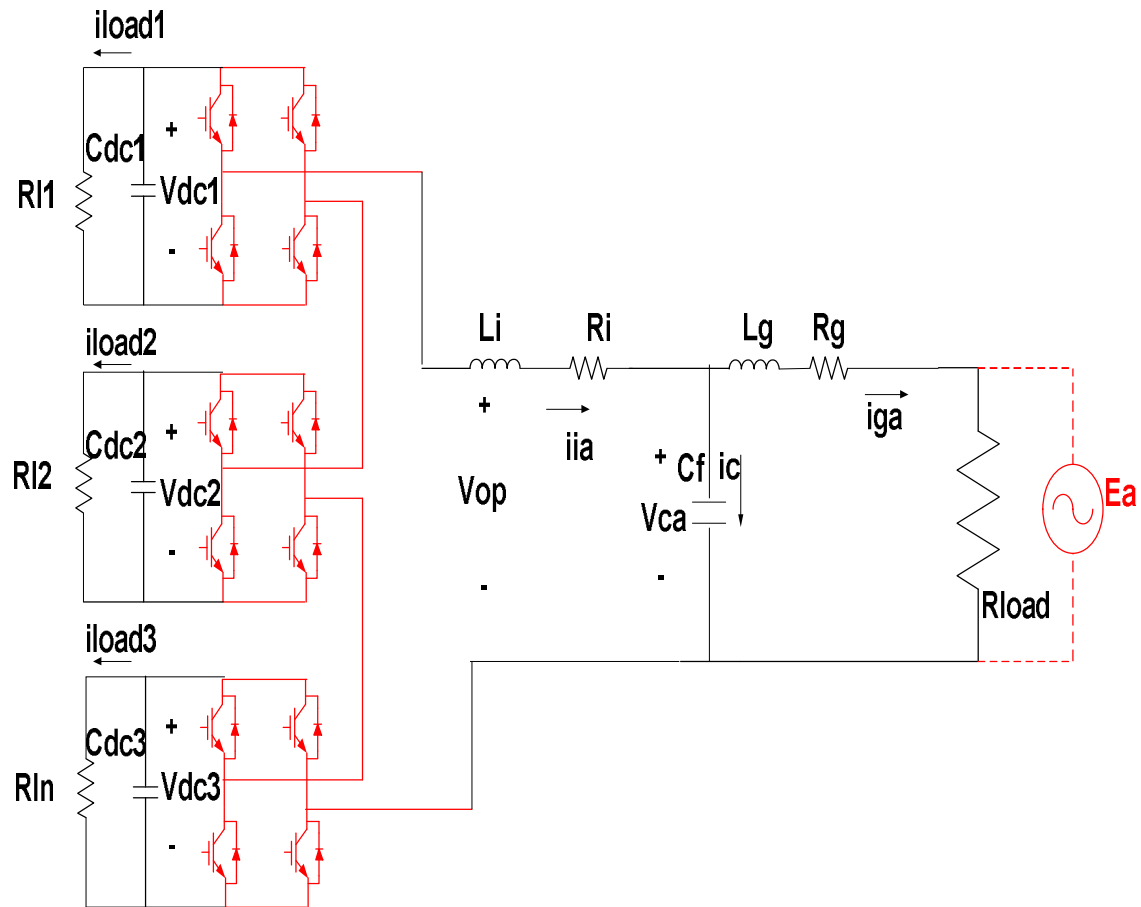 iload1
+
Cdc1
Rl1
Vdc1
-
iload2
+
Cdc2
Rl2
Vdc2
-
iload3
+
Cdc3
Rln
Vdc3
-
Li
Ri
Lg
Rg
+
iia
iga
Vop
+
Cf
ic
Vca
-
-
Ea
Rload